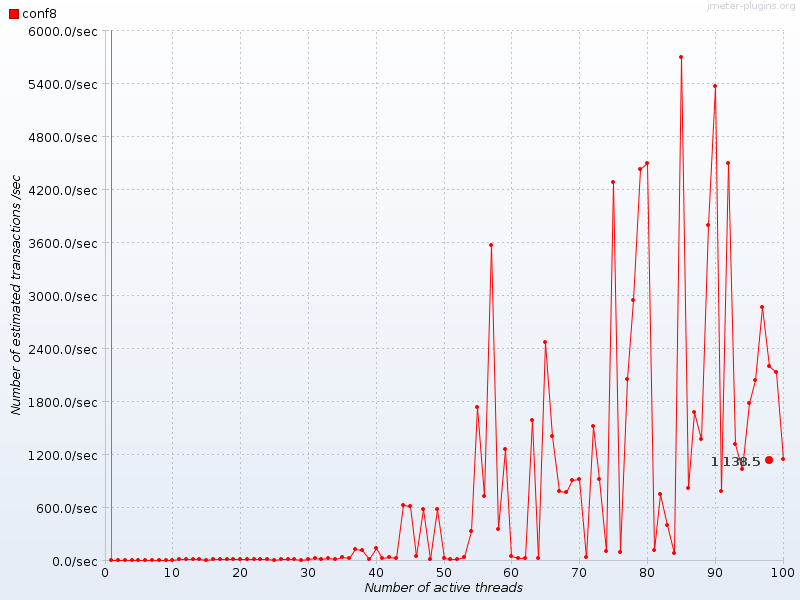 jmeter-plugins.org
conf8
6000.0/sec
5400.0/sec
4800.0/sec
4200.0/sec
3600.0/sec
3000.0/sec
2400.0/sec
1800.0/sec
1200.0/sec
600.0/sec
0.0/sec
Number of estimated transactions /sec
1 138.5
0 10 20 30 40 50 60 70 80 90 100
Number of active threads